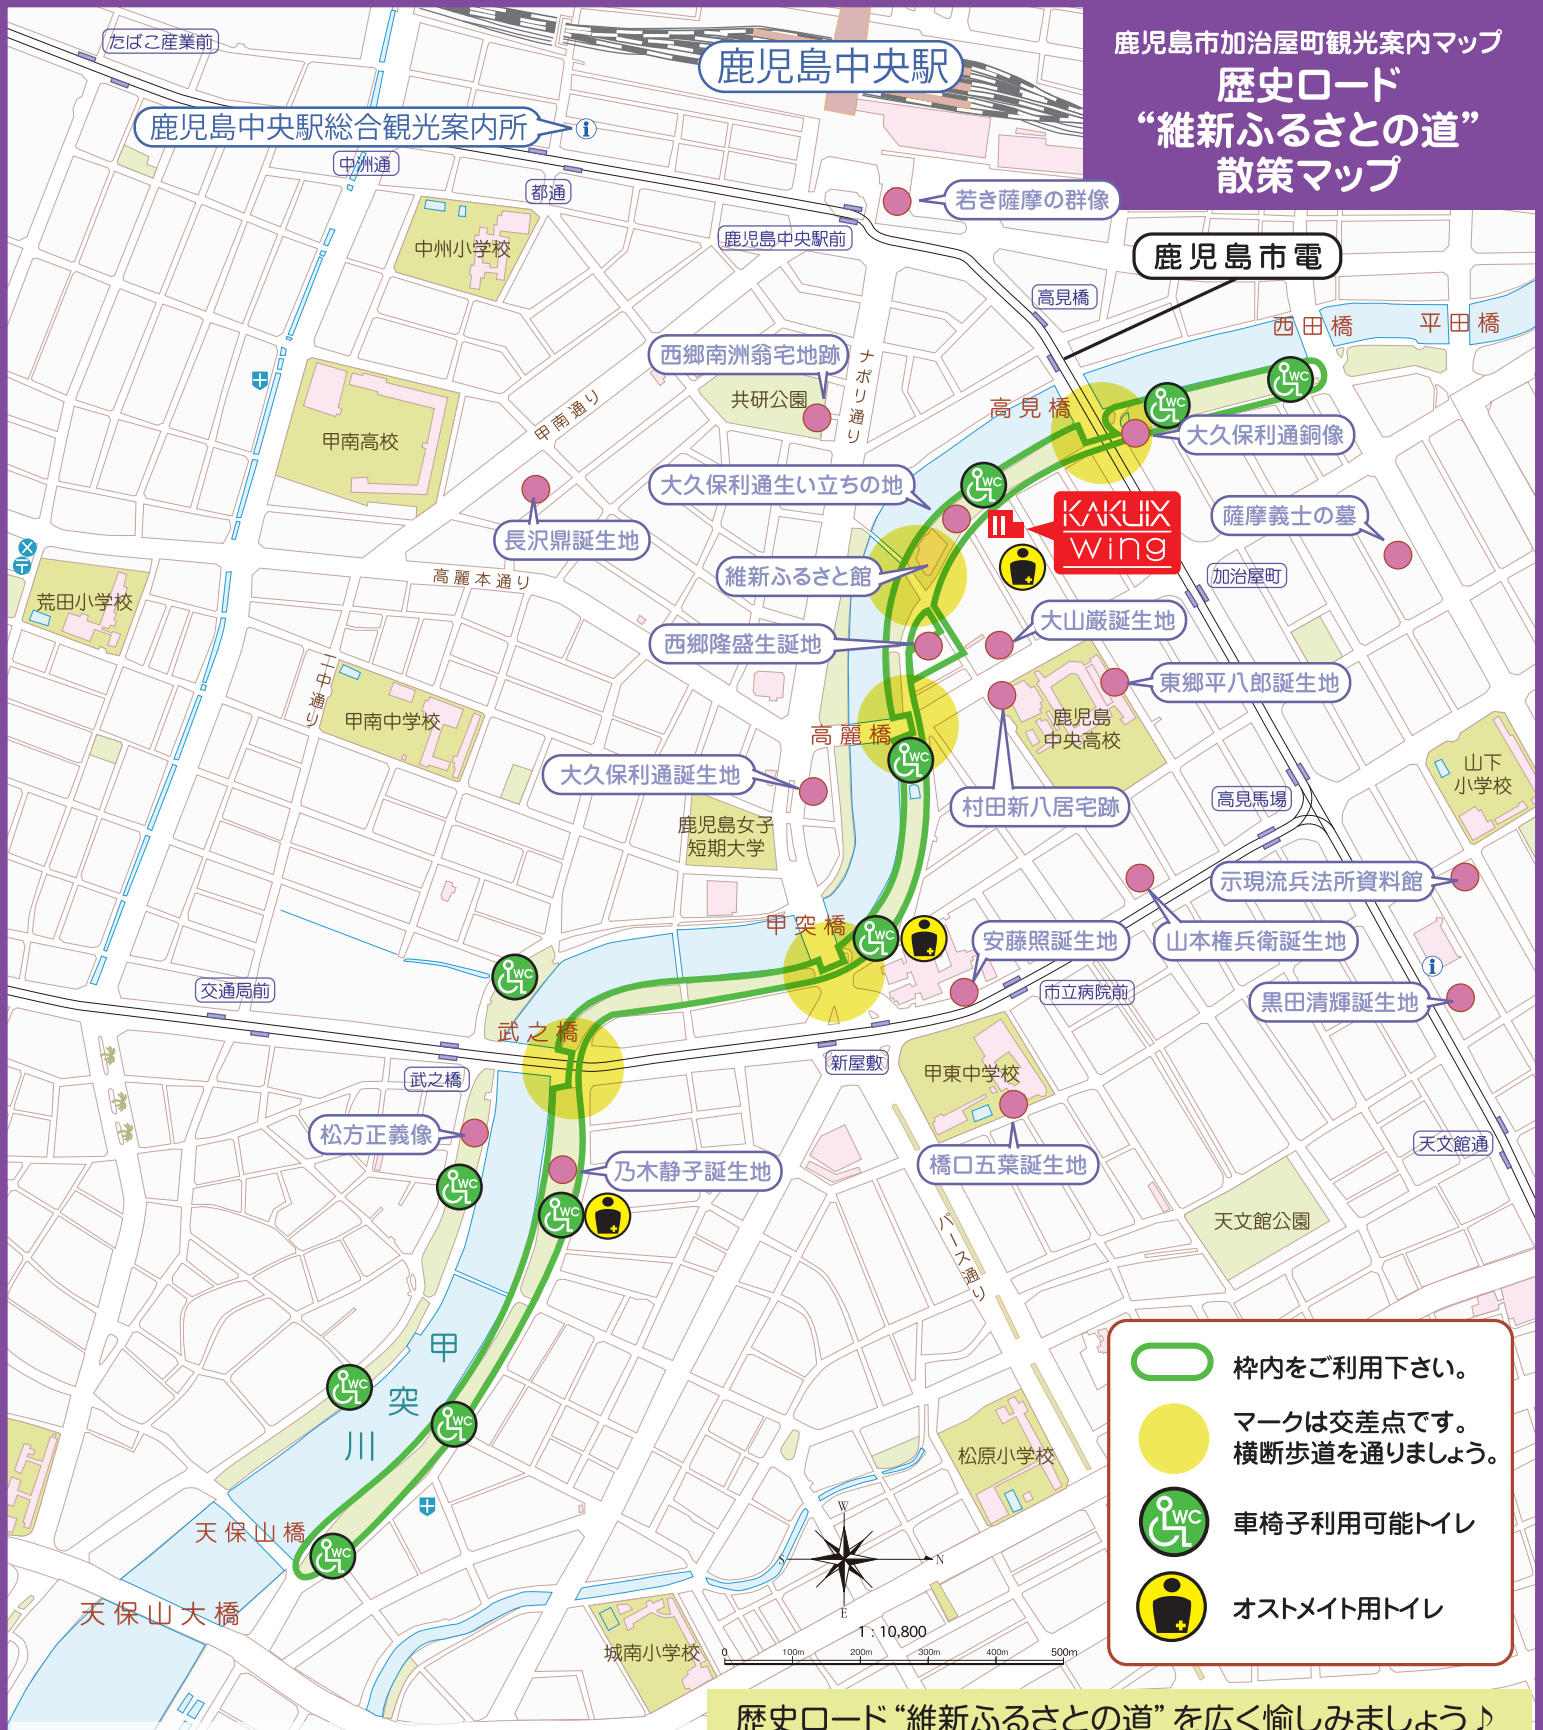 鹿児島市加治屋町観光案内マップ
歴史ロード
“維新ふるさとの道”
散策マップ
たばこ産業前
鹿児島中央駅
鹿児島中央駅総合観光案内所
中洲通
都通
若き薩摩の群像
鹿児島中央駅前
中州小学校
鹿児島市電
高見橋
西田橋
平田橋
西郷南洲翁宅地跡
ナポリ通り
共研公園
甲南通り
高見橋
WC
WC
大久保利通銅像
甲南高校
大久保利通生い立ちの地
WC
KAKUIX
wing
薩摩義士の墓
長沢鼎誕生地
維新ふるさと館
加治屋町
高麗本通り
荒田小学校
大山巌誕生地
西郷隆盛生誕地
二中通り
東郷平八郎誕生地
甲南中学校
鹿児島
中央高校
高麗橋
WC
山下
小学校
大久保利通誕生地
村田新八居宅跡
高見馬場
鹿児島女子
短期大学
示現流兵法所資料館
甲突橋
WC
安藤照誕生地
山本権兵衛誕生地
WC
交通局前
市立病院前
黒田清輝誕生地
武之橋
新屋敷
武之橋
甲東中学校
松方正義像
天文館通
橋口五葉誕生地
乃木静子誕生地
WC
WC
天文館公園
パース通り
甲突川
WC
WC
枠内をご利用下さい。
マークは交差点です。
横断歩道を通りましょう。
WC
車椅子利用可能トイレ
オストメイト用トイレ
松原小学校
天保山橋
WC
天保山大橋
W
S
N
E
城南小学校
1 : 10,800
0 100m 200m 300m 400m 500m
歴史ロード“維新ふるさとの道”を広く愉しみましょう♪